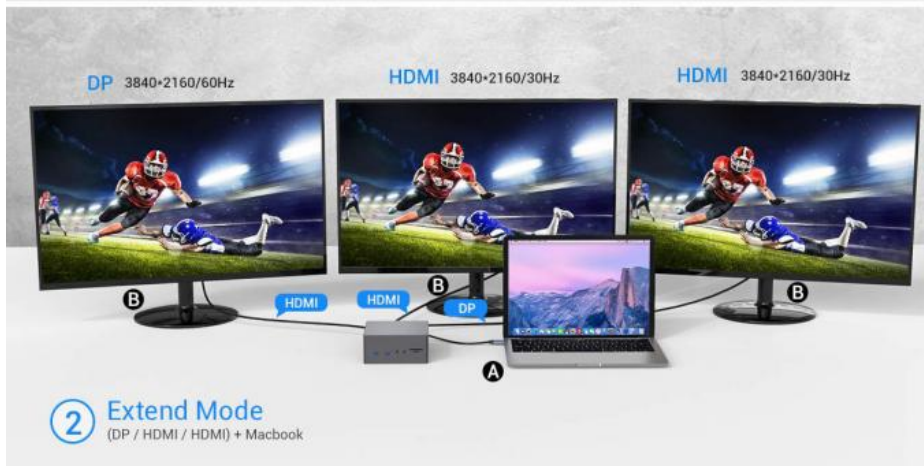 DP 3840*2160/60Hz
HDMI 3840*2160/30Hz
HDMI 3840*2160/30Hz
B
B
B
HDMI
HDMI
DP
A
2 Extend Mode
(DP / HDMI / HDMI) + Macbook